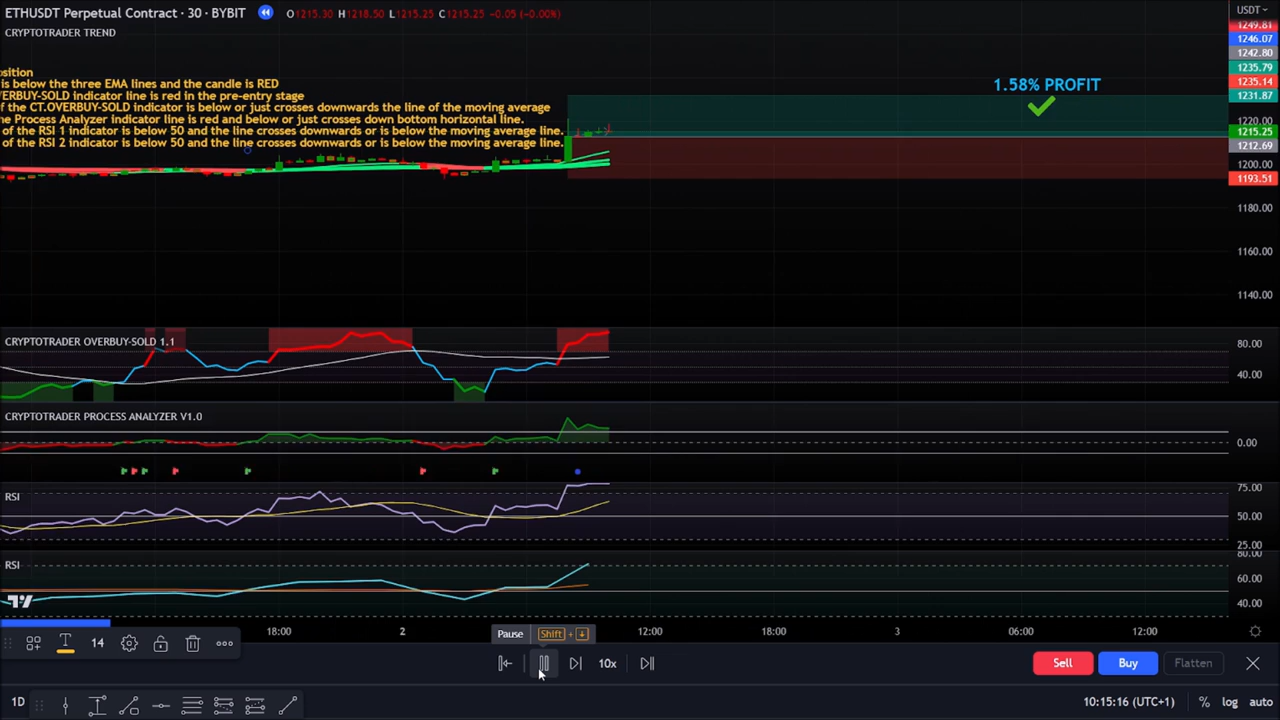 ETHUSDT Perpetual Contract · 30 · BYBIT O1215.30 H1218.50 L1215.25 C1215.25 −0.05 (−0.00%) USDT
CRYPTOTRADER TREND
1249.81
1246.07
1242.80
1235.79
1235.14
1231.87
1220.00
1215.25
1212.69
1200.00
1193.51
1180.00
1160.00
1140.00
1.58% PROFIT
osition
is below the three EMA lines and the candle is RED
VERBUY-SOLD indicator line is red in the pre-entry stage
f the CT.OVERBUY-SOLD indicator is below or just crosses downwards the line of the moving average
he Process Analyzer indicator line is red and below or just crosses down bottom horizontal line.
of the RSI 1 indicator is below 50 and the line crosses downwards or is below the moving average line.
of the RSI 2 indicator is below 50 and the line crosses downwards or is below the moving average line.
CRYPTOTRADER OVERBUY-SOLD 1.1
80.00
40.00
CRYPTOTRADER PROCESS ANALYZER V1.0
0.00
RSI
75.00
50.00
25.00
RSI
80.00
60.00
40.00
18:00 2 12:00 18:00 3 06:00 12:00
Pause Shift + ↓
14
10x
Sell Buy Flatten
1D
10:15:16 (UTC+1) % log auto